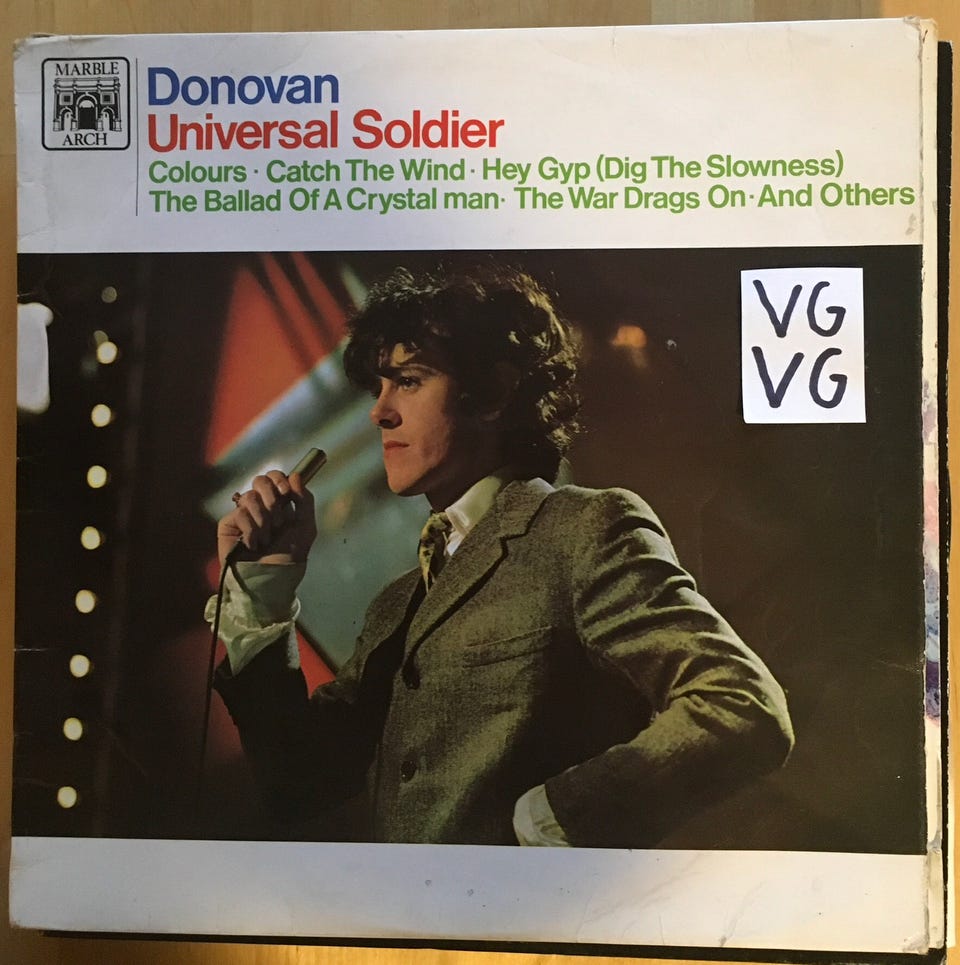 MARBLE
ARCH
Donovan
Universal Soldier
Colours · Catch The Wind · Hey Gyp (Dig The Slowness)
The Ballad Of A Crystal man · The War Drags On · And Others
VG
VG